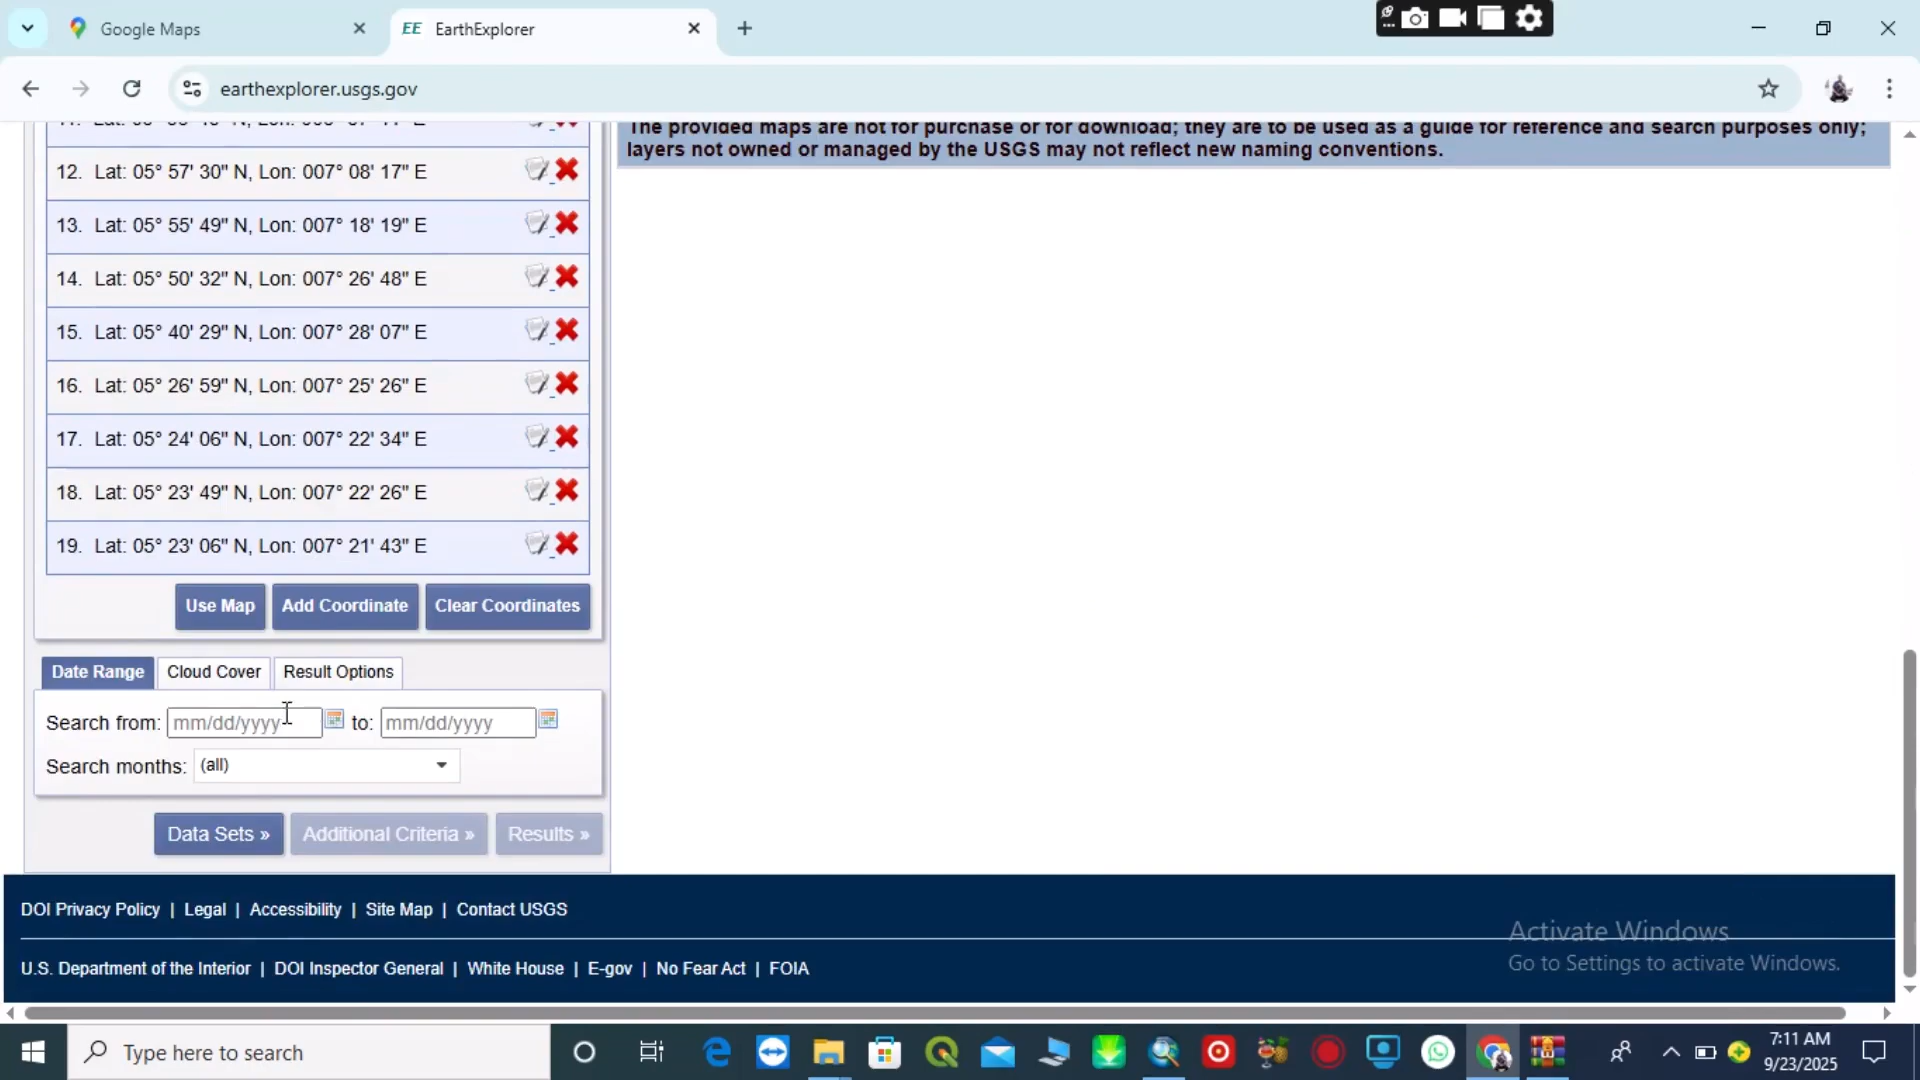 Google Maps
EE EarthExplorer
earthexplorer.usgs.gov
The provided maps are not for purchase or for download; they are to be used as a guide for reference and search purposes only;
layers not owned or managed by the USGS may not reflect new naming conventions.
12. Lat: 05° 57' 30" N, Lon: 007° 08' 17" E
13. Lat: 05° 55' 49" N, Lon: 007° 18' 19" E
14. Lat: 05° 50' 32" N, Lon: 007° 26' 48" E
15. Lat: 05° 40' 29" N, Lon: 007° 28' 07" E
16. Lat: 05° 26' 59" N, Lon: 007° 25' 26" E
17. Lat: 05° 24' 06" N, Lon: 007° 22' 34" E
18. Lat: 05° 23' 49" N, Lon: 007° 22' 26" E
19. Lat: 05° 23' 06" N, Lon: 007° 21' 43" E
Use Map Add Coordinate Clear Coordinates
Date Range Cloud Cover Result Options
Search from: mm/dd/yyyy to: mm/dd/yyyy
Search months: (all)
Data Sets » Additional Criteria » Results »
DOI Privacy Policy | Legal | Accessibility | Site Map | Contact USGS
U.S. Department of the Interior | DOI Inspector General | White House | E-gov | No Fear Act | FOIA
Activate Windows
Go to Settings to activate Windows.
Type here to search
7:11 AM
9/23/2025